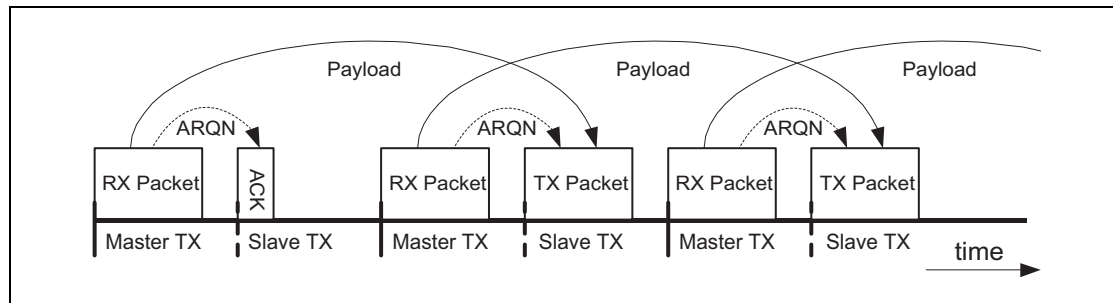 Payload Payload Payload
ARQN ARQN ARQN
RX Packet ACK RX Packet TX Packet RX Packet TX Packet
Master TX Slave TX Master TX Slave TX Master TX Slave TX
time